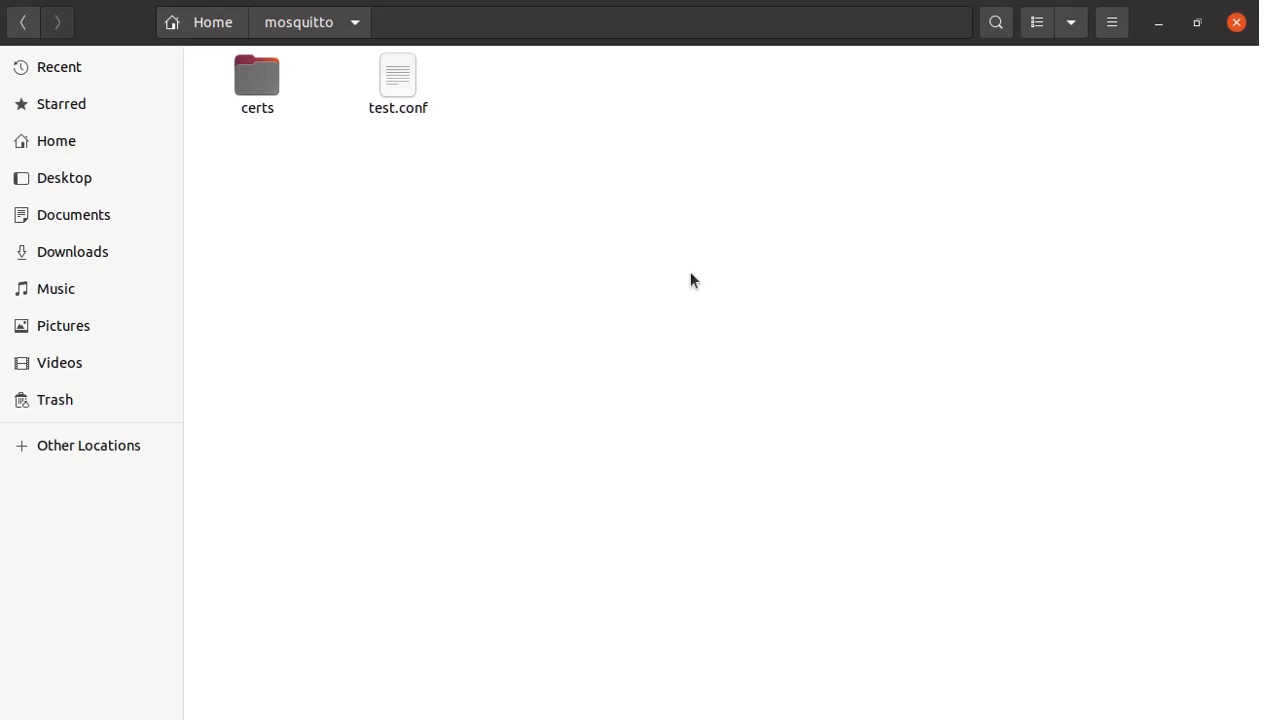 Home
mosquitto
Recent
Starred
Home
Desktop
Documents
Downloads
Music
Pictures
Videos
Trash
Other Locations
certs
test.conf